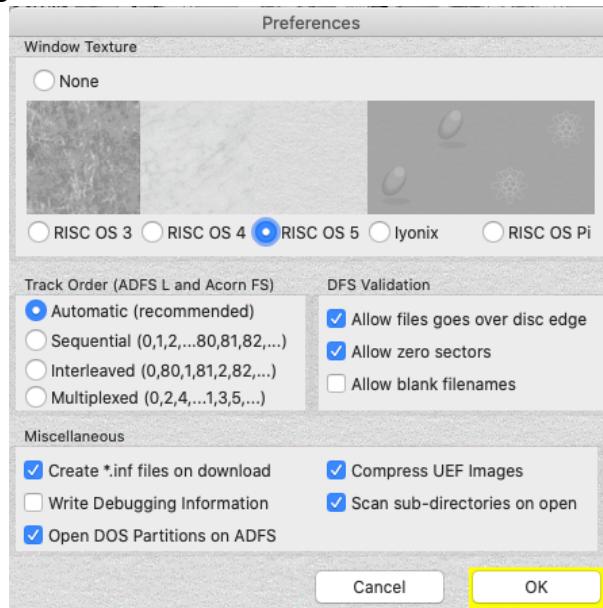 Preferences
Window Texture
None
RISC OS 3 RISC OS 4 RISC OS 5 Iyonix RISC OS Pi
Track Order (ADFS L and Acorn FS) DFS Validation
Automatic (recommended) Allow files goes over disc edge
Sequential (0,1,2,...80,81,82,...) Allow zero sectors
Interleaved (0,80,1,81,2,82,...) Allow blank filenames
Multiplexed (0,2,4,...1,3,5,...)
Miscellaneous
Create *.inf files on download Compress UEF Images
Write Debugging Information Scan sub-directories on open
Open DOS Partitions on ADFS
Cancel OK